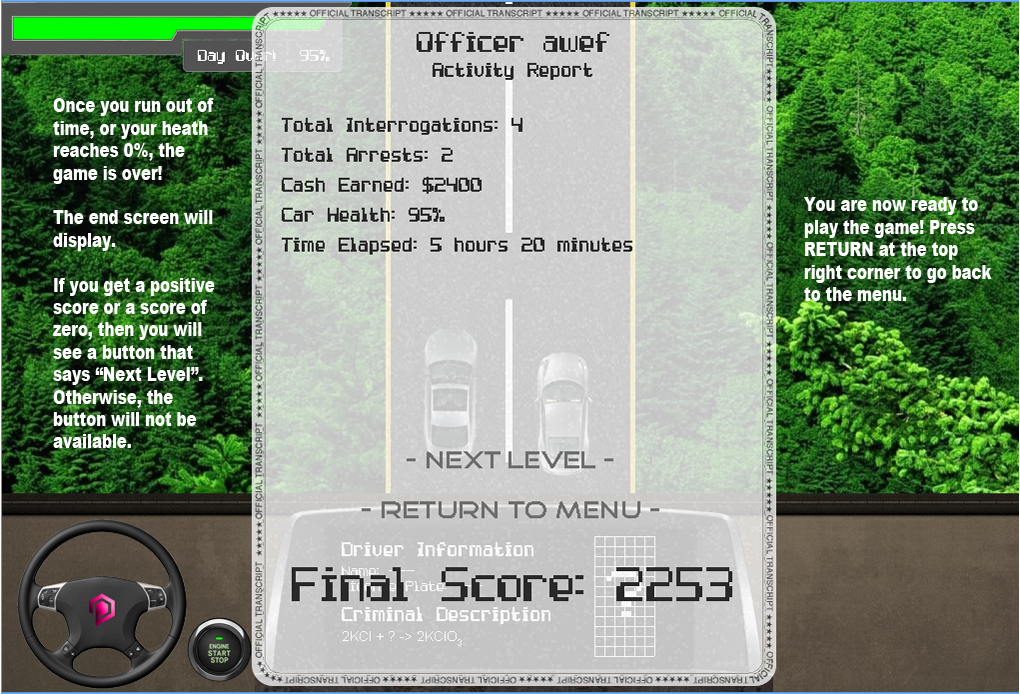 OFFICIAL TRANSCRIPT
Day Over! 95%
Once you run out of
time, or your heath
reaches 0%, the
game is over!
The end screen will
display.
If you get a positive
score or a score of
zero, then you will
see a button that
says “Next Level”.
Otherwise, the
button will not be
available.
Officer awef
Activity Report
Total Interrogations: 4
Total Arrests: 2
Cash Earned: $2400
Car Health: 95%
Time Elapsed: 5 hours 20 minutes
- NEXT LEVEL -
- RETURN TO MENU -
Driver Information
Name:
Plate
Final Score: 2253
Criminal Description
2KCl + ? -> 2KClO3
You are now ready to
play the game! Press
RETURN at the top
right corner to go back
to the menu.
ENGINE
START
STOP